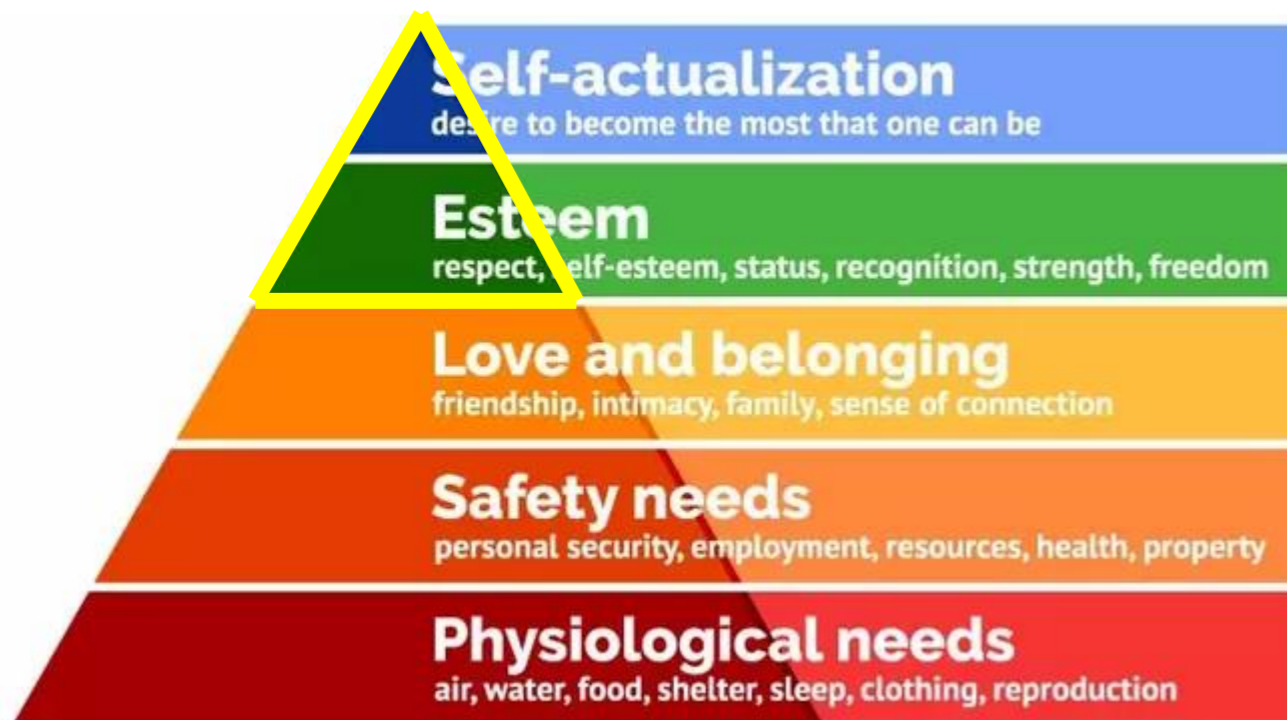 Self-actualization
desire to become the most that one can be
Esteem
respect, self-esteem, status, recognition, strength, freedom
Love and belonging
friendship, intimacy, family, sense of connection
Safety needs
personal security, employment, resources, health, property
Physiological needs
air, water, food, shelter, sleep, clothing, reproduction